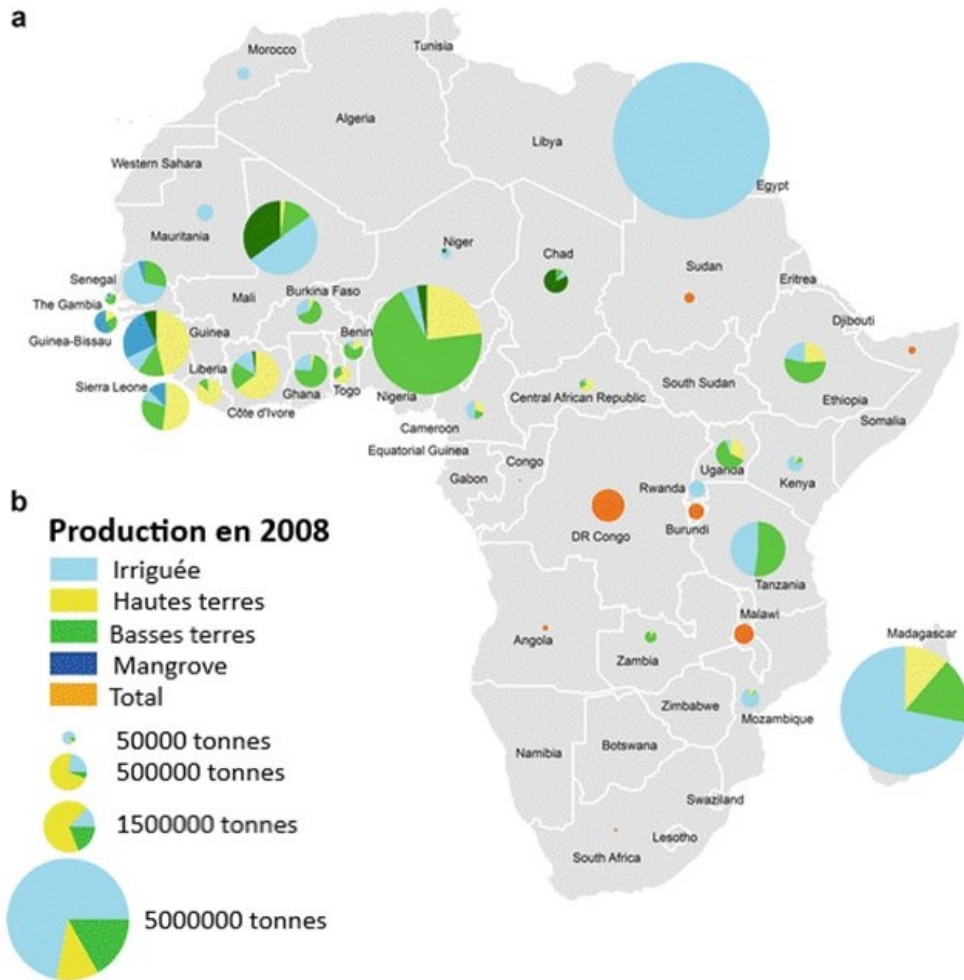 a
Morocco
Tunisia
Algeria
Libya
Egypt
Western Sahara
Mauritania
Mali
Niger
Chad
Sudan
Eritrea
Senegal
The Gambia
Guinea-Bissau
Guinea
Burkina Faso
Benin
Djibouti
Sierra Leone
Liberia
Côte d'Ivoire
Ghana
Togo
Nigeria
Cameroon
Central African Republic
South Sudan
Ethiopia
Somalia
Equatorial Guinea
Gabon
Congo
Uganda
Kenya
Rwanda
DR Congo
Burundi
Tanzania
Malawi
Angola
Zambia
Madagascar
Mozambique
Zimbabwe
Namibia
Botswana
Swaziland
Lesotho
South Africa
b
Production en 2008
Irriguée
Hautes terres
Basses terres
Mangrove
Total
50000 tonnes
500000 tonnes
1500000 tonnes
5000000 tonnes